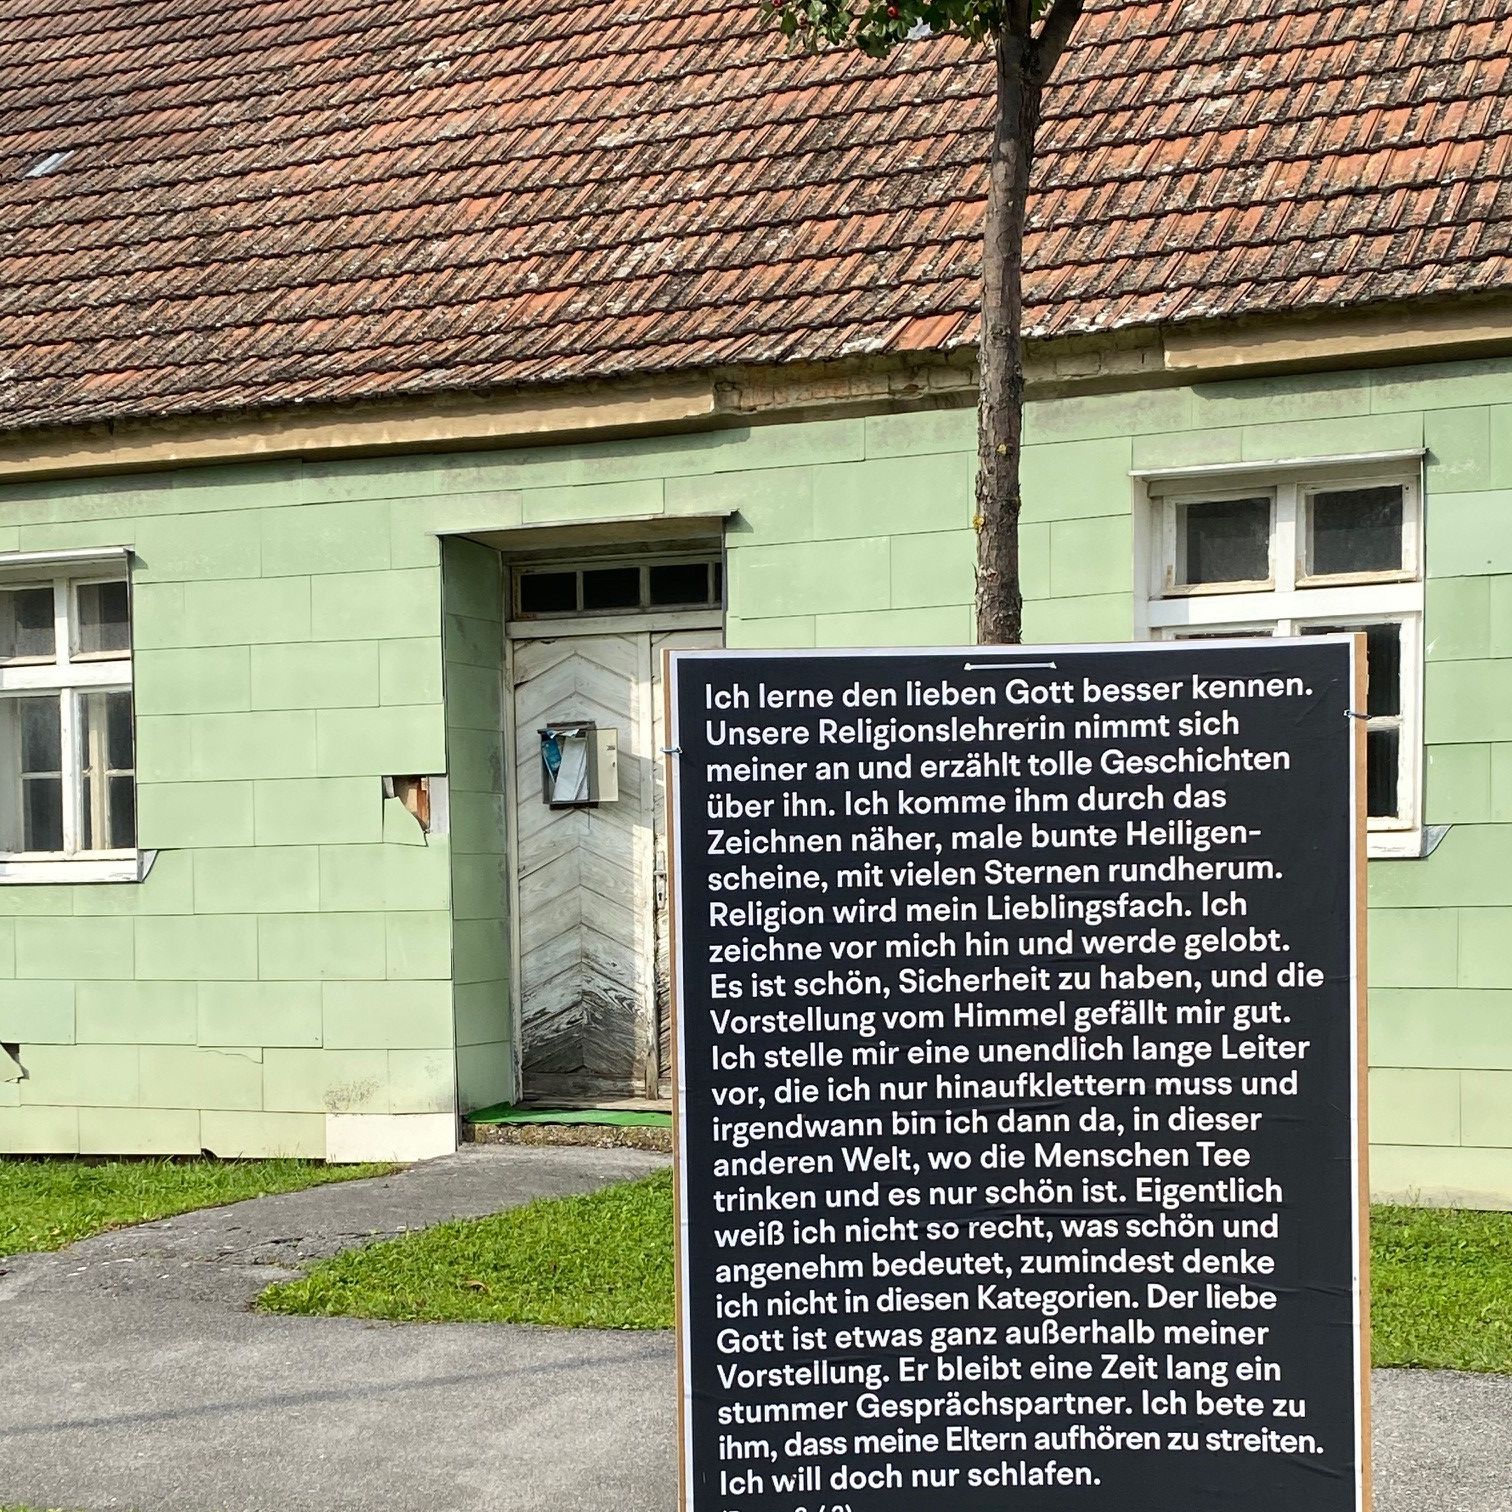 Ich lerne den lieben Gott besser kennen.
Unsere Religionslehrerin nimmt sich
meiner an und erzählt tolle Geschichten
über ihn. Ich komme ihm durch das
Zeichnen näher, male bunte Heiligen-
scheine, mit vielen Sternen rundherum.
Religion wird mein Lieblingsfach. Ich
zeichne vor mich hin und werde gelobt.
Es ist schön, Sicherheit zu haben, und die
Vorstellung vom Himmel gefällt mir gut.
Ich stelle mir eine unendlich lange Leiter
vor, die ich nur hinaufklettern muss und
irgendwann bin ich dann da, in dieser
anderen Welt, wo die Menschen Tee
trinken und es nur schön ist. Eigentlich
weiß ich nicht so recht, was schön und
angenehm bedeutet, zumindest denke
ich nicht in diesen Kategorien. Der liebe
Gott ist etwas ganz außerhalb meiner
Vorstellung. Er bleibt eine Zeit lang ein
stummer Gesprächspartner. Ich bete zu
ihm, dass meine Eltern aufhören zu streiten.
Ich will doch nur schlafen.